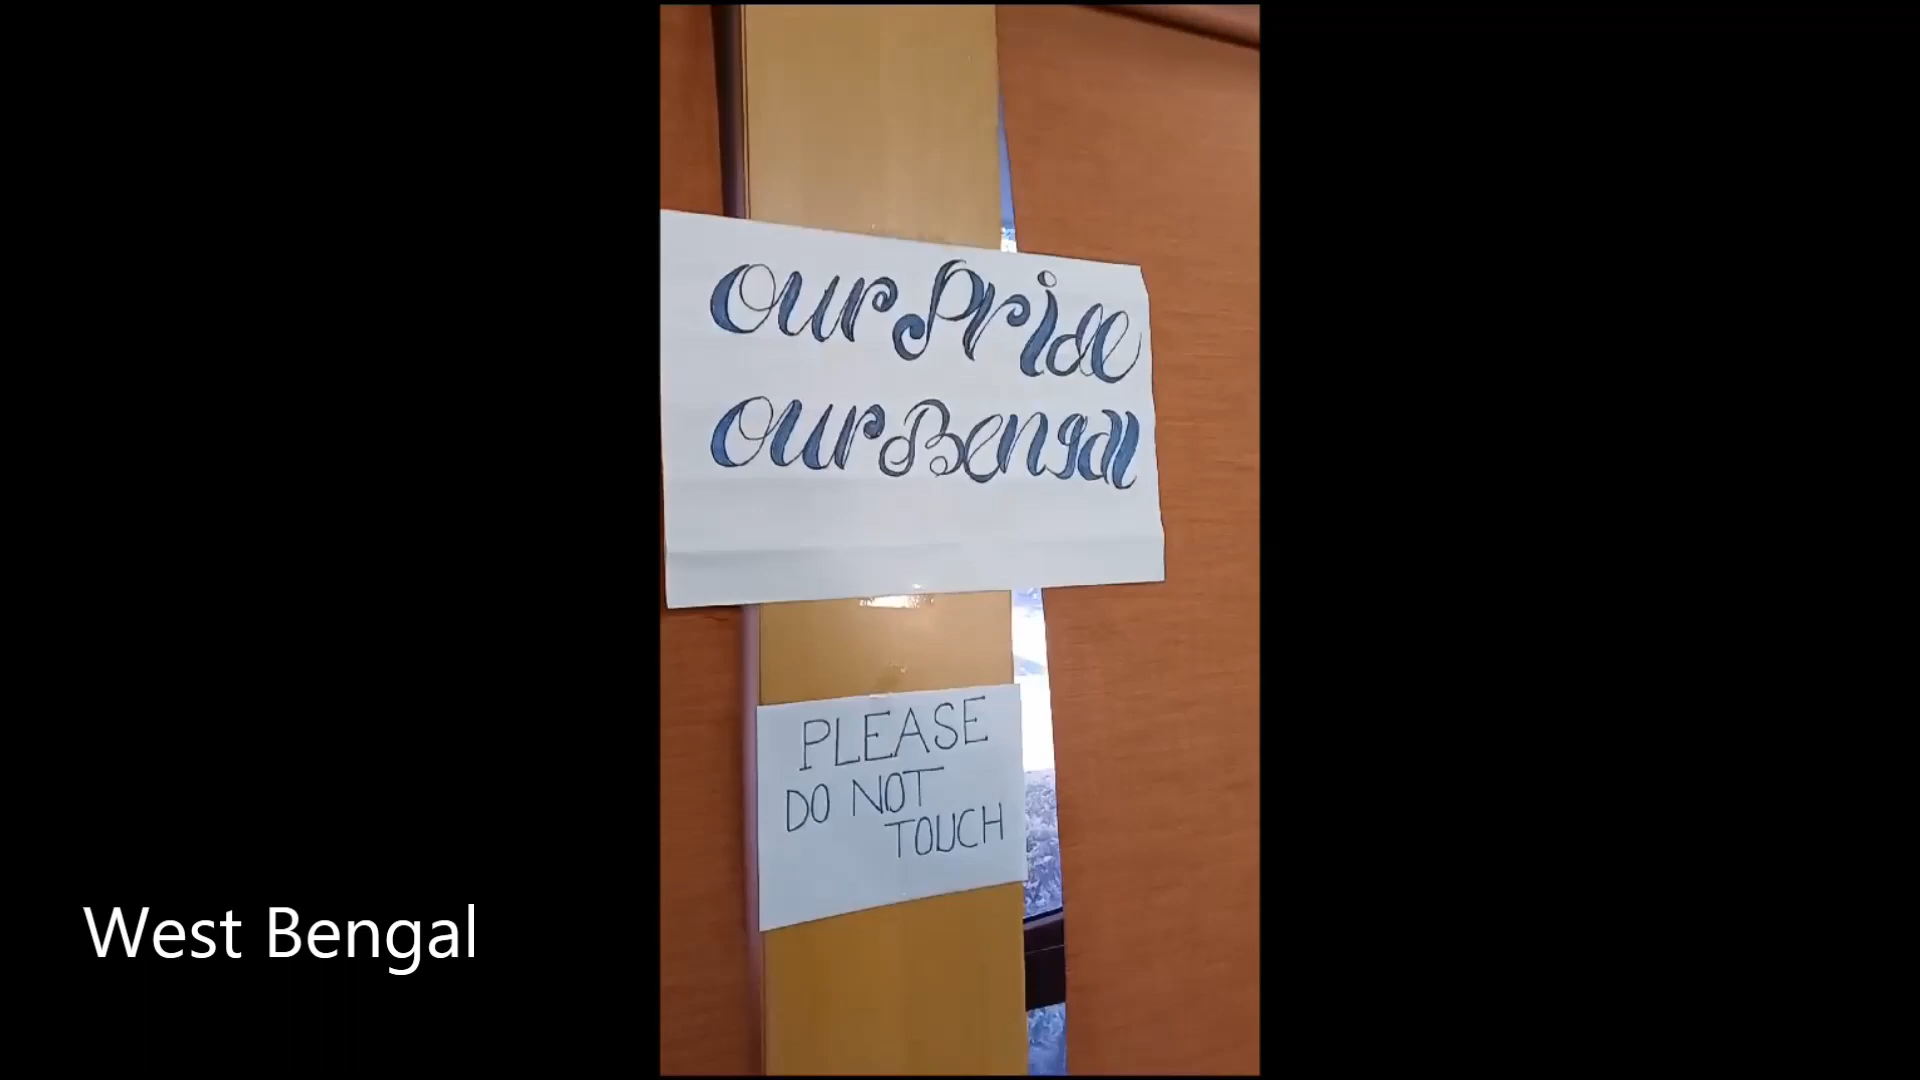 Our Pride
Our Bengal
PLEASE
DO NOT
TOUCH
West Bengal